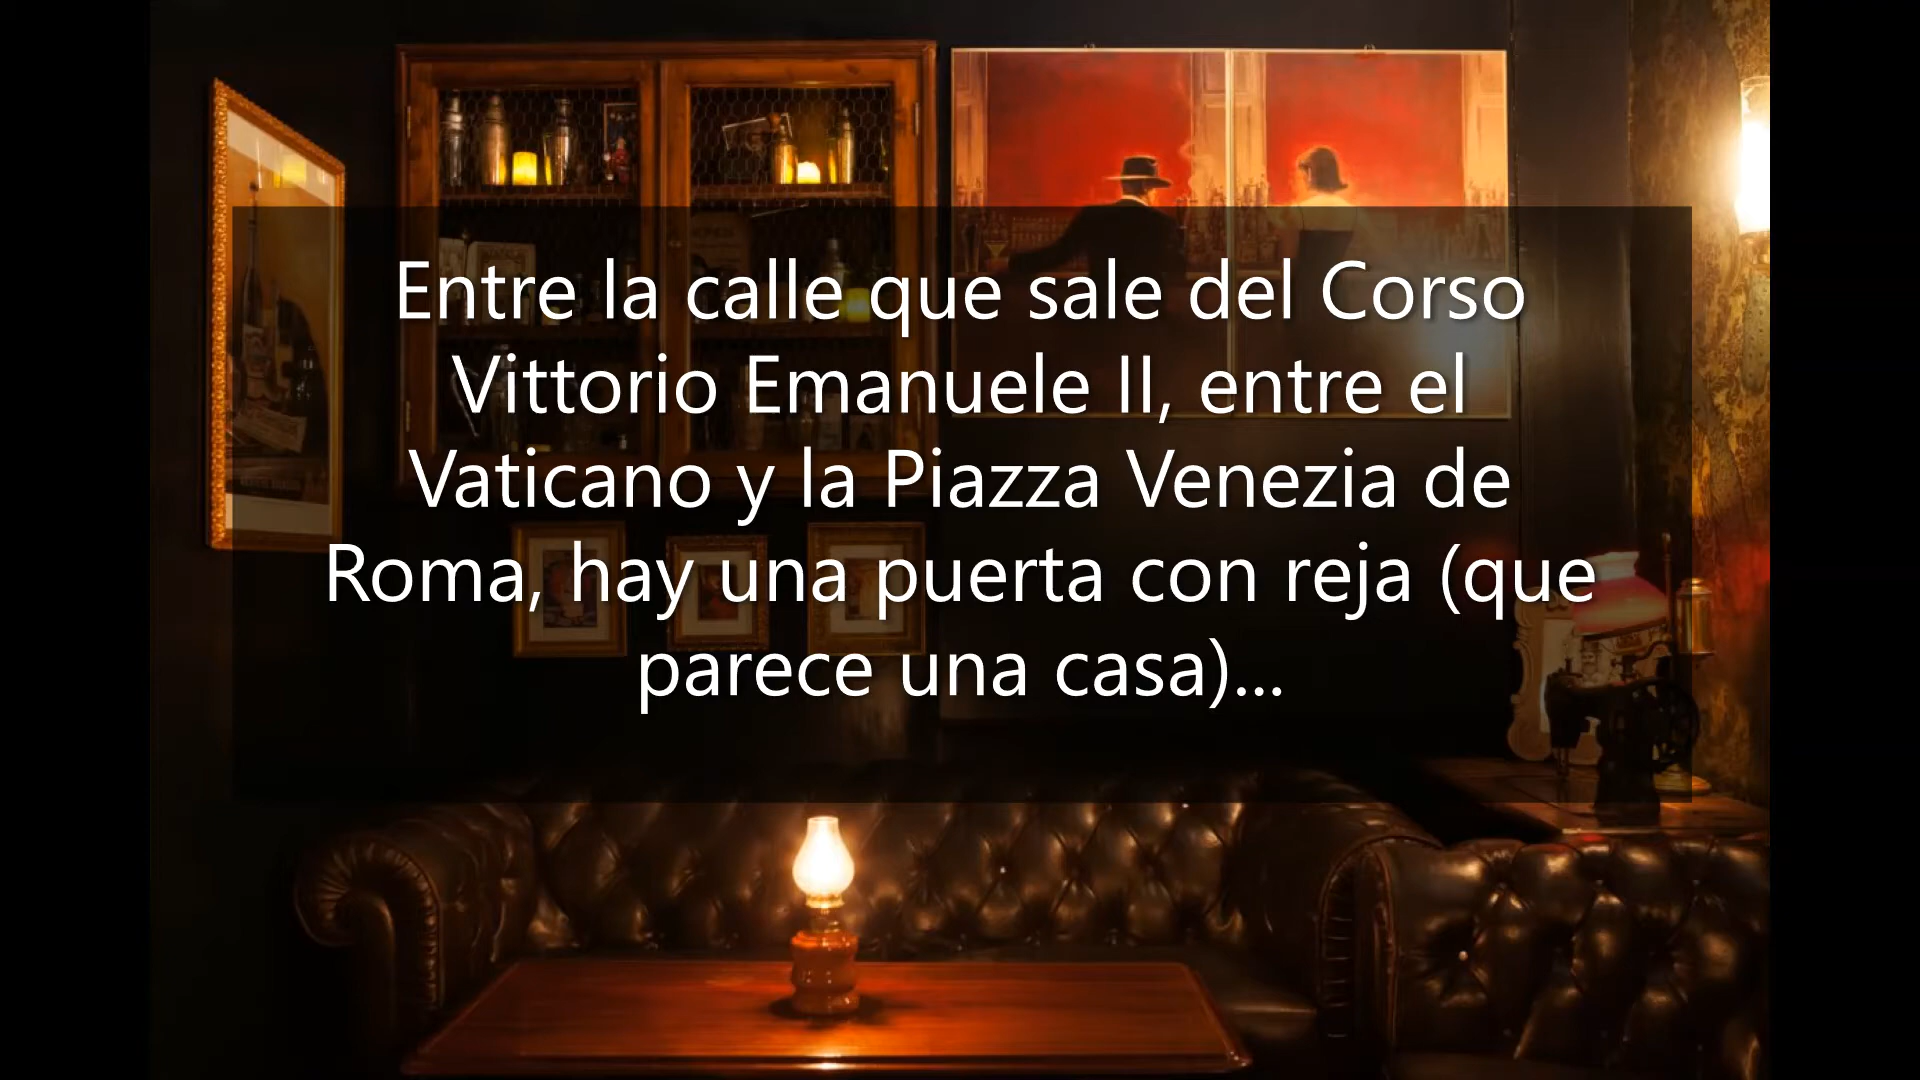 Entre la calle que sale del Corso
Vittorio Emanuele II, entre el
Vaticano y la Piazza Venezia de
Roma, hay una puerta con reja (que
parece una casa)...